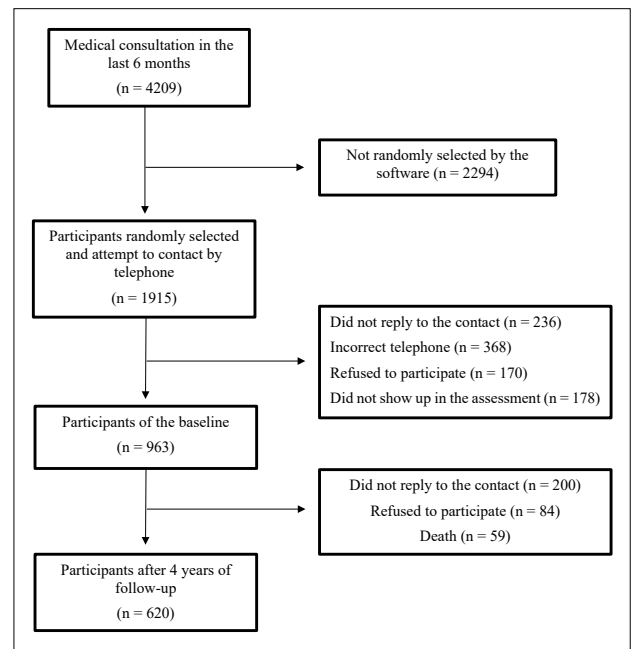 Medical consultation in the
last 6 months
(n = 4209)
Not randomly selected by the
software (n = 2294)
Participants randomly selected
and attempt to contact by
telephone
(n = 1915)
Did not reply to the contact (n = 236)
Incorrect telephone (n = 368)
Refused to participate (n = 170)
Did not show up in the assessment (n = 178)
Participants of the baseline
(n = 963)
Did not reply to the contact (n = 200)
Refused to participate (n = 84)
Death (n = 59)
Participants after 4 years of
follow-up
(n = 620)